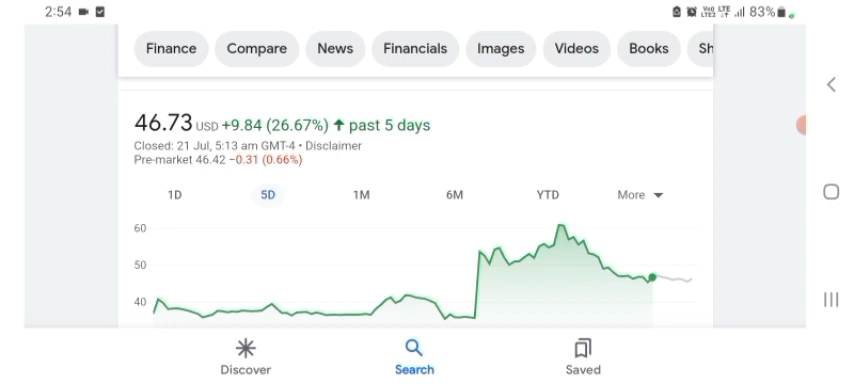 2:54 83%
Finance Compare News Financials Images Videos Books Sh
46.73 USD +9.84 (26.67%) ↑ past 5 days
Closed: 21 Jul, 5:13 am GMT-4 • Disclaimer
Pre-market 46.42 −0.31 (0.66%)
1D 5D 1M 6M YTD More
60
50
40
Discover Search Saved